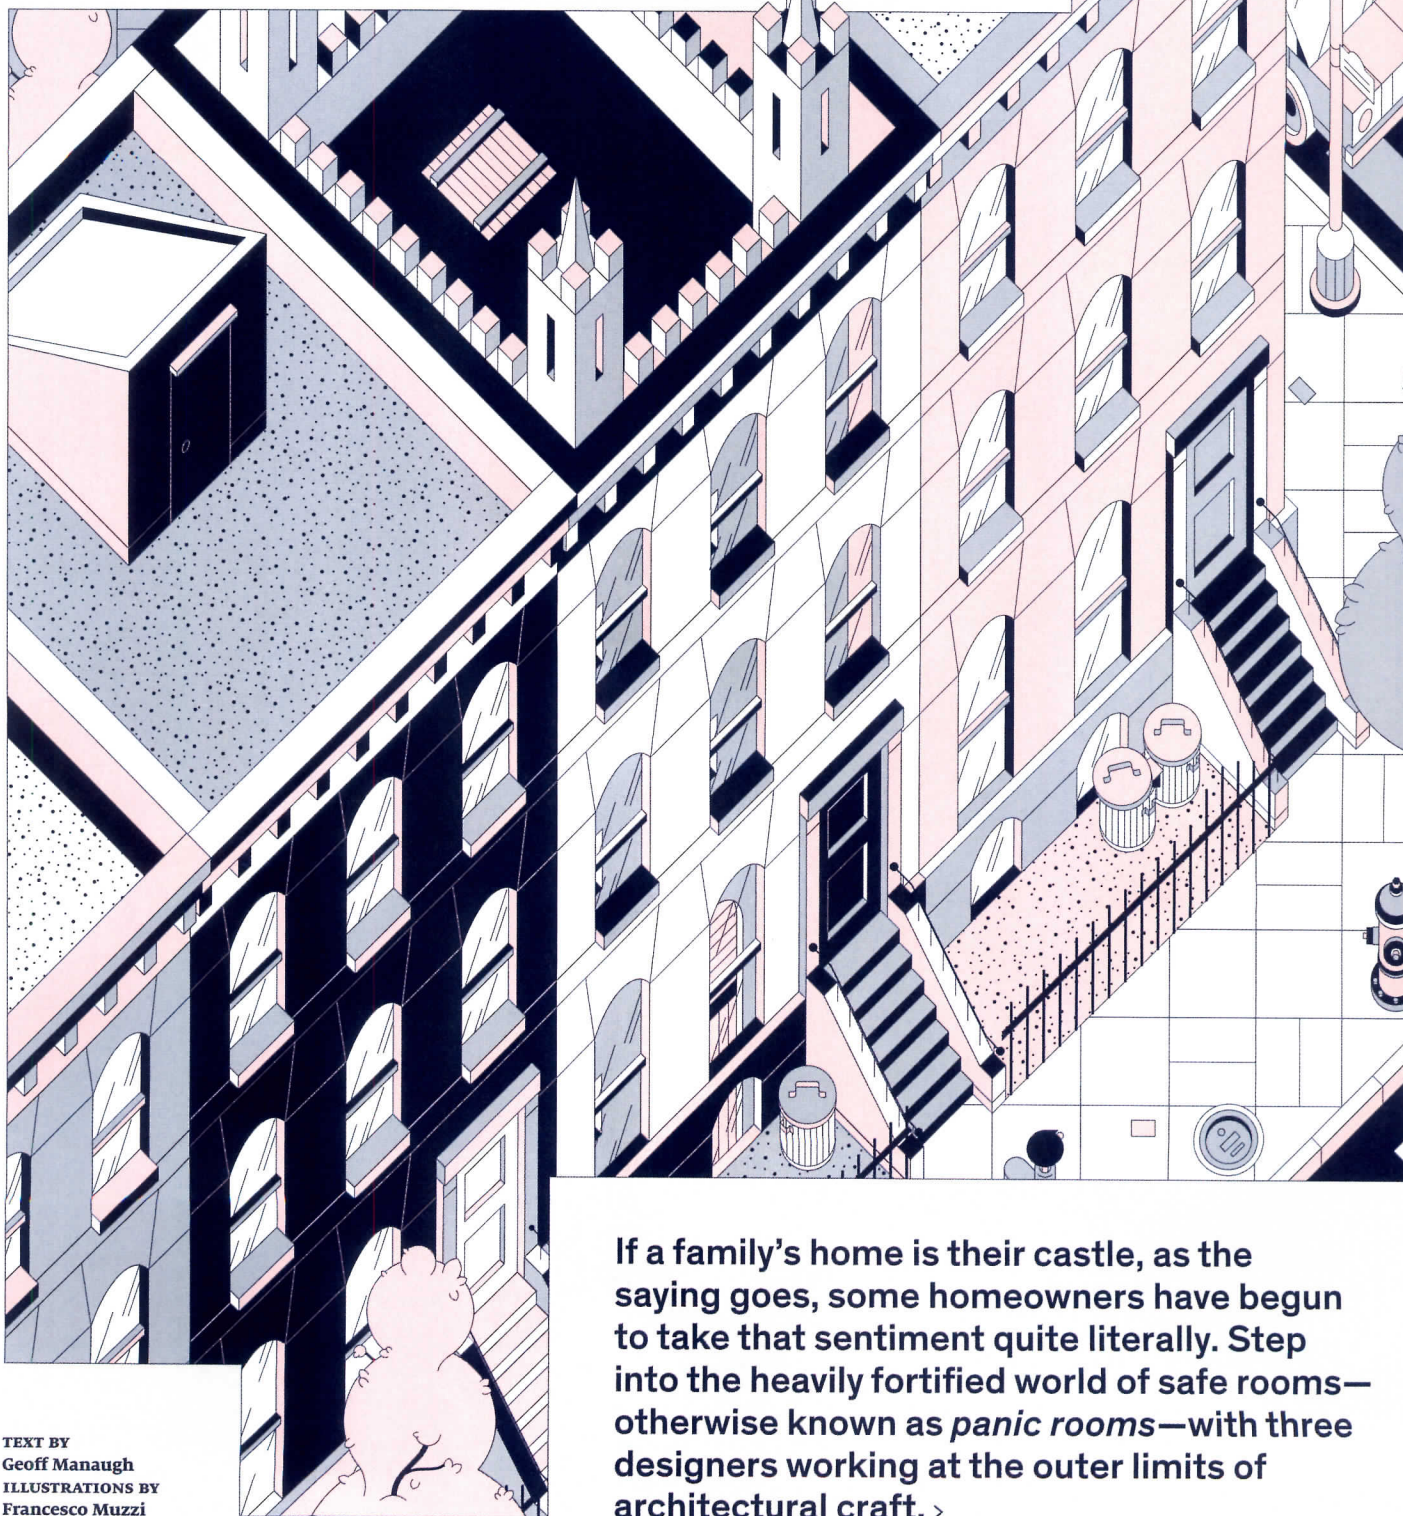 If a family’s home is their castle, as the
saying goes, some homeowners have begun
to take that sentiment quite literally. Step
into the heavily fortified world of safe rooms—
otherwise known as panic rooms—with three
designers working at the outer limits of
architectural craft. >
TEXT BY
Geoff Manaugh
ILLUSTRATIONS BY
Francesco Muzzi